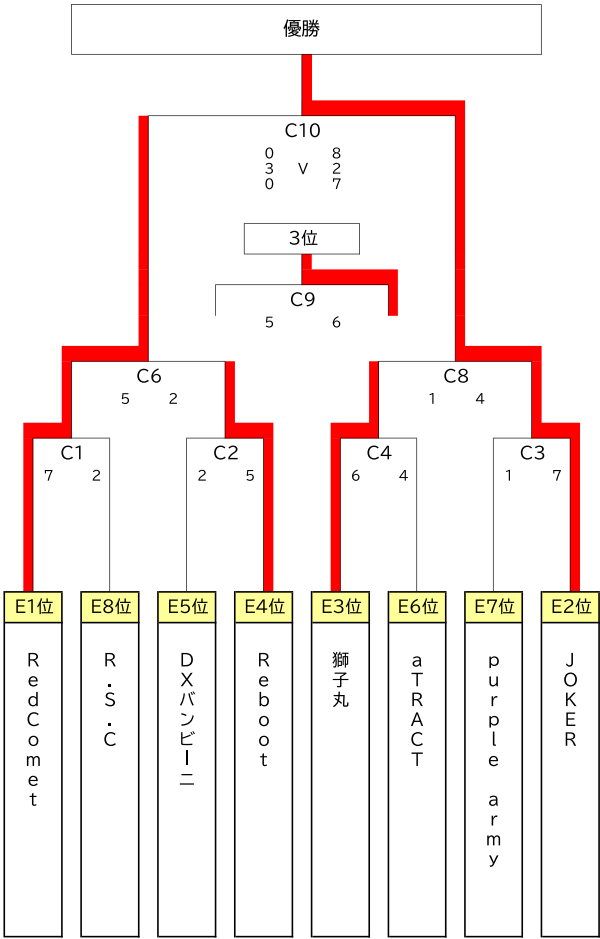 優勝
C10
0 8
3 V 2
0 7
3位
C9
5 6
C6 C8
5 2 1 4
C1 C2 C4 C3
7 2 2 5 6 4 1 7
E1位 E8位 E5位 E4位 E3位 E6位 E7位 E2位
RedComet
R.S.C
DXバンビーニ
Reboot
獅子丸
aTRACT
purple army
JOKER